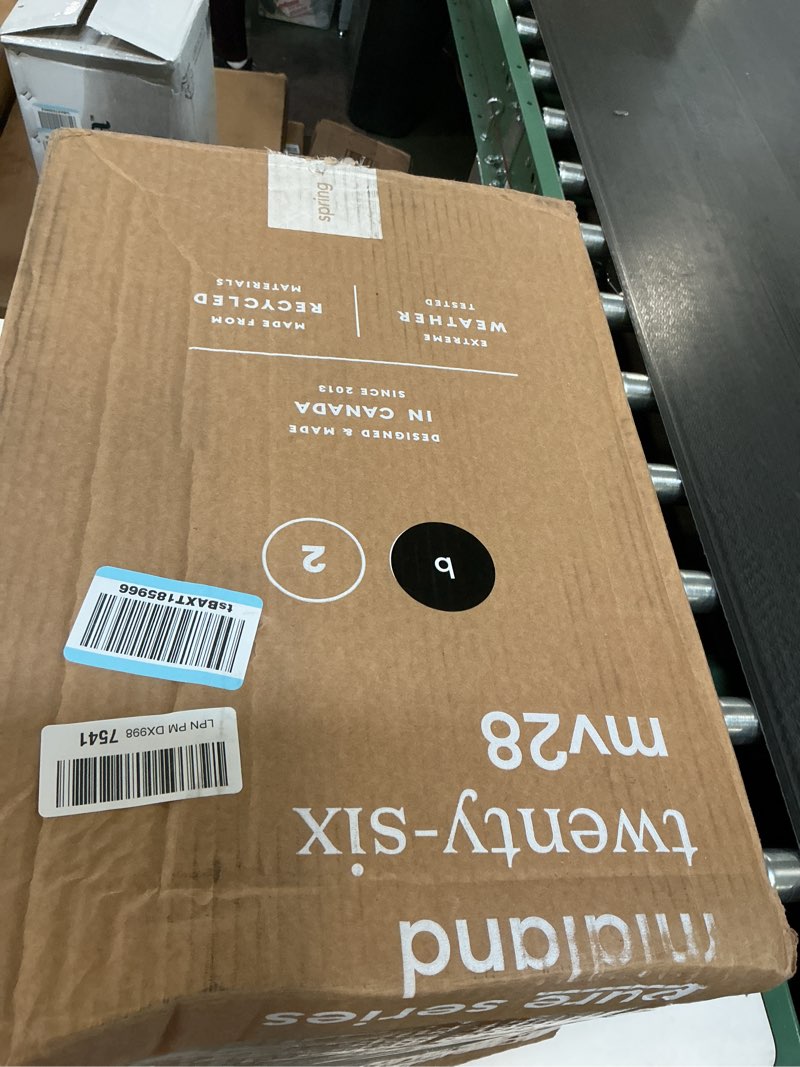 series
midland
twenty-six
mv28
LPN PM DX998 7541
tsBAXT185966
b
2
DESIGNED & MADE
IN CANADA
SINCE 2013
EXTREME
WEATHER
TESTED
MADE FROM
RECYCLED
MATERIALS
spring